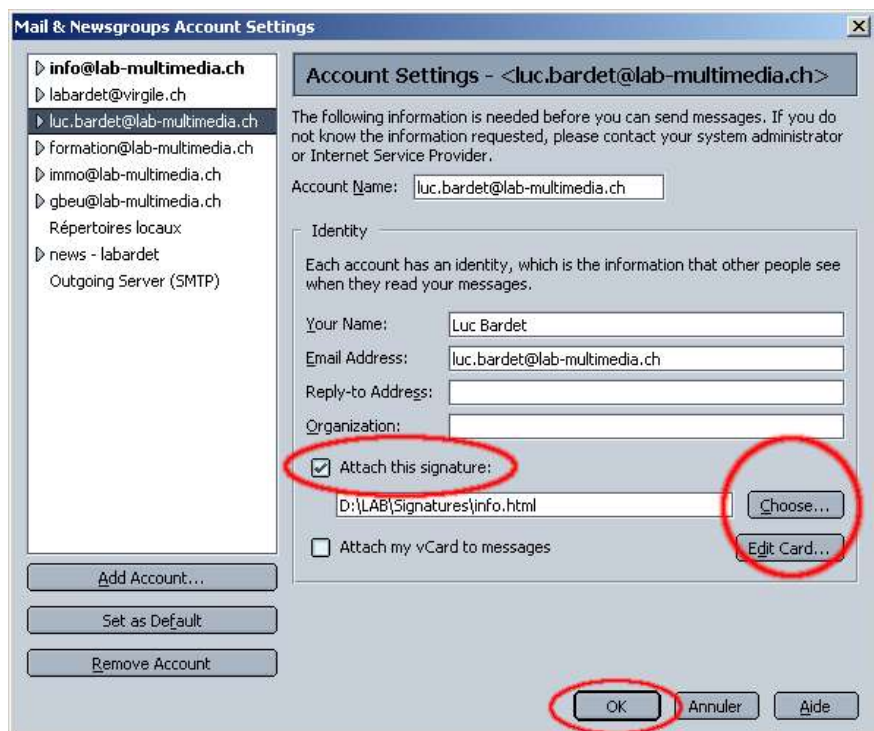 Mail & Newsgroups Account Settings
info@lab-multimedia.ch
labardet@virgile.ch
luc.bardet@lab-multimedia.ch
formation@lab-multimedia.ch
immo@lab-multimedia.ch
gbeu@lab-multimedia.ch
Répertoires locaux
news - labardet
Outgoing Server (SMTP)
Add Account...
Set as Default
Remove Account
Account Settings - <luc.bardet@lab-multimedia.ch>
The following information is needed before you can send messages. If you do
not know the information requested, please contact your system administrator
or Internet Service Provider.
Account Name: luc.bardet@lab-multimedia.ch
Identity
Each account has an identity, which is the information that other people see
when they read your messages.
Your Name: Luc Bardet
Email Address: luc.bardet@lab-multimedia.ch
Reply-to Address:
Organization:
Attach this signature:
D:\LAB\Signatures\info.html Choose...
Attach my vCard to messages Edit Card...
OK Annuler Aide